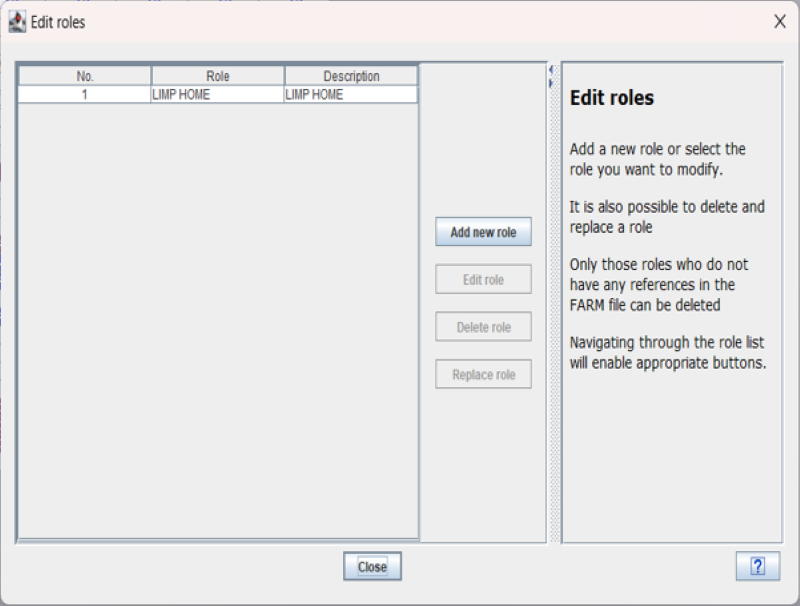 Edit roles
No. Role Description
1 LIMP HOME LIMP HOME
Add new role
Edit role
Delete role
Replace role
Edit roles
Add a new role or select the
role you want to modify.
It is also possible to delete and
replace a role
Only those roles who do not
have any references in the
FARM file can be deleted
Navigating through the role list
will enable appropriate buttons.
Close
?